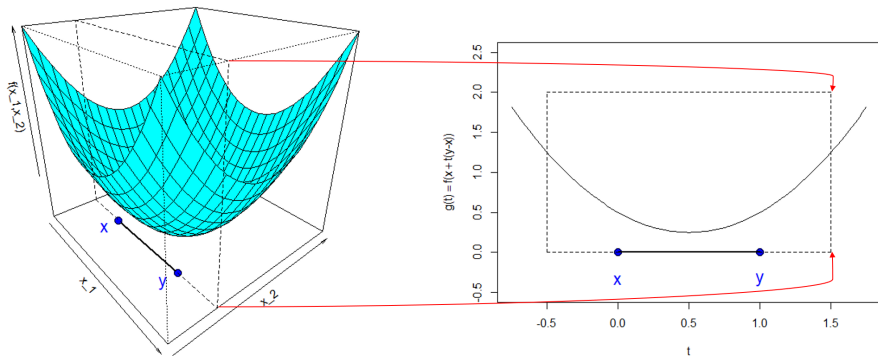 f(x_1,x_2)
x
y
x_1
x_2
g(t) = f(x + t(y-x))
2.5
2.0
1.5
1.0
0.5
0.0
-0.5
x
y
-0.5
0.0
0.5
1.0
1.5
t